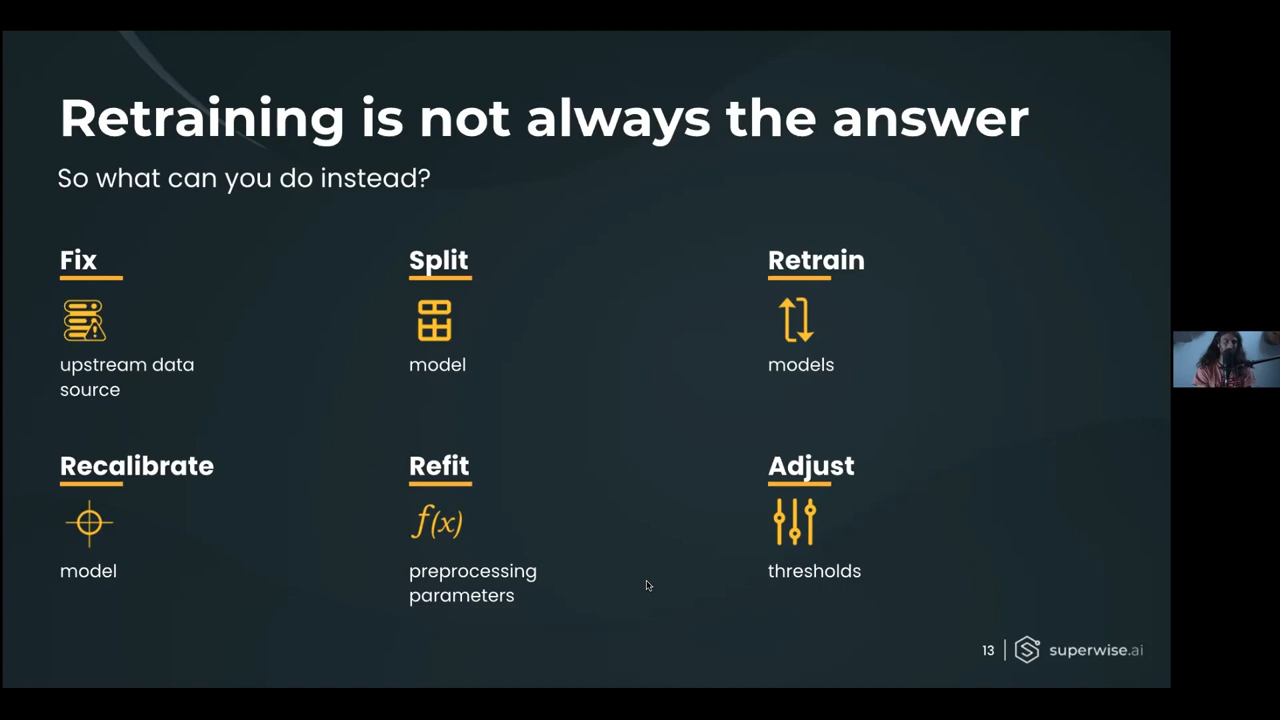 Retraining is not always the answer
So what can you do instead?
Fix
upstream data
source
Split
model
Retrain
models
Recalibrate
model
Refit
f(x)
preprocessing
parameters
Adjust
thresholds
13
superwise.ai